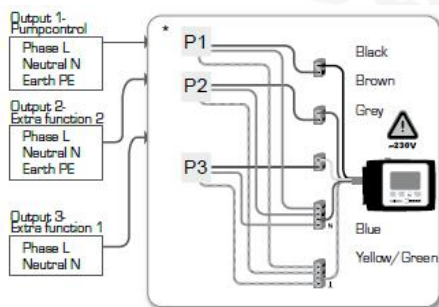 Output 1-
Pumpcontrol
Phase L
Neutral N
Earth PE
Output 2-
Extra function 2
Phase L
Neutral N
Earth PE
Output 3-
Extra function 1
Phase L
Neutral N
*
P1
P2
P3
Black
Brown
Grey
~230V
Blue
Yellow/Green
N